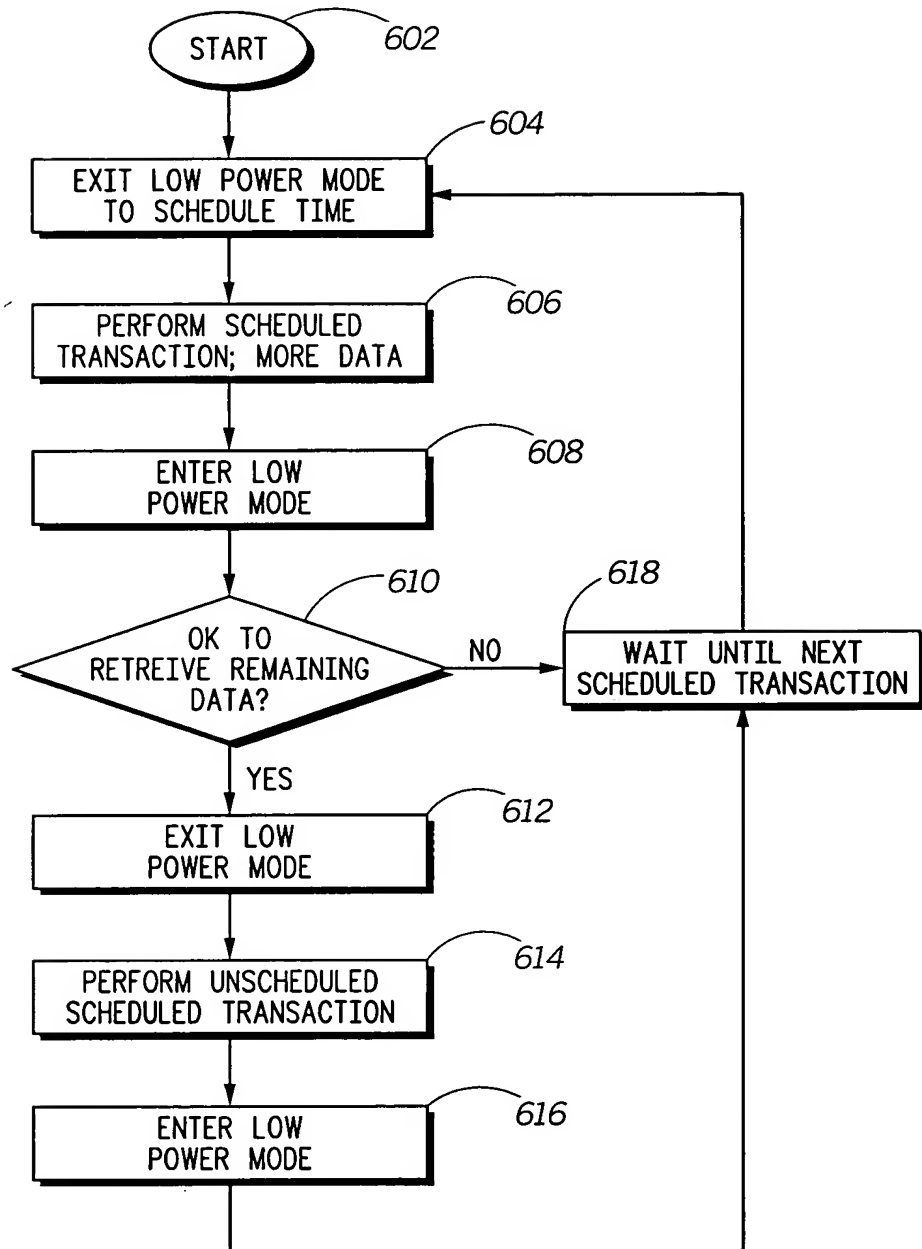 START
602
604
EXIT LOW POWER MODE
TO SCHEDULE TIME
606
PERFORM SCHEDULED
TRANSACTION; MORE DATA
608
ENTER LOW
POWER MODE
610
OK TO
RETREIVE REMAINING
DATA?
NO
618
WAIT UNTIL NEXT
SCHEDULED TRANSACTION
YES
612
EXIT LOW
POWER MODE
614
PERFORM UNSCHEDULED
SCHEDULED TRANSACTION
616
ENTER LOW
POWER MODE